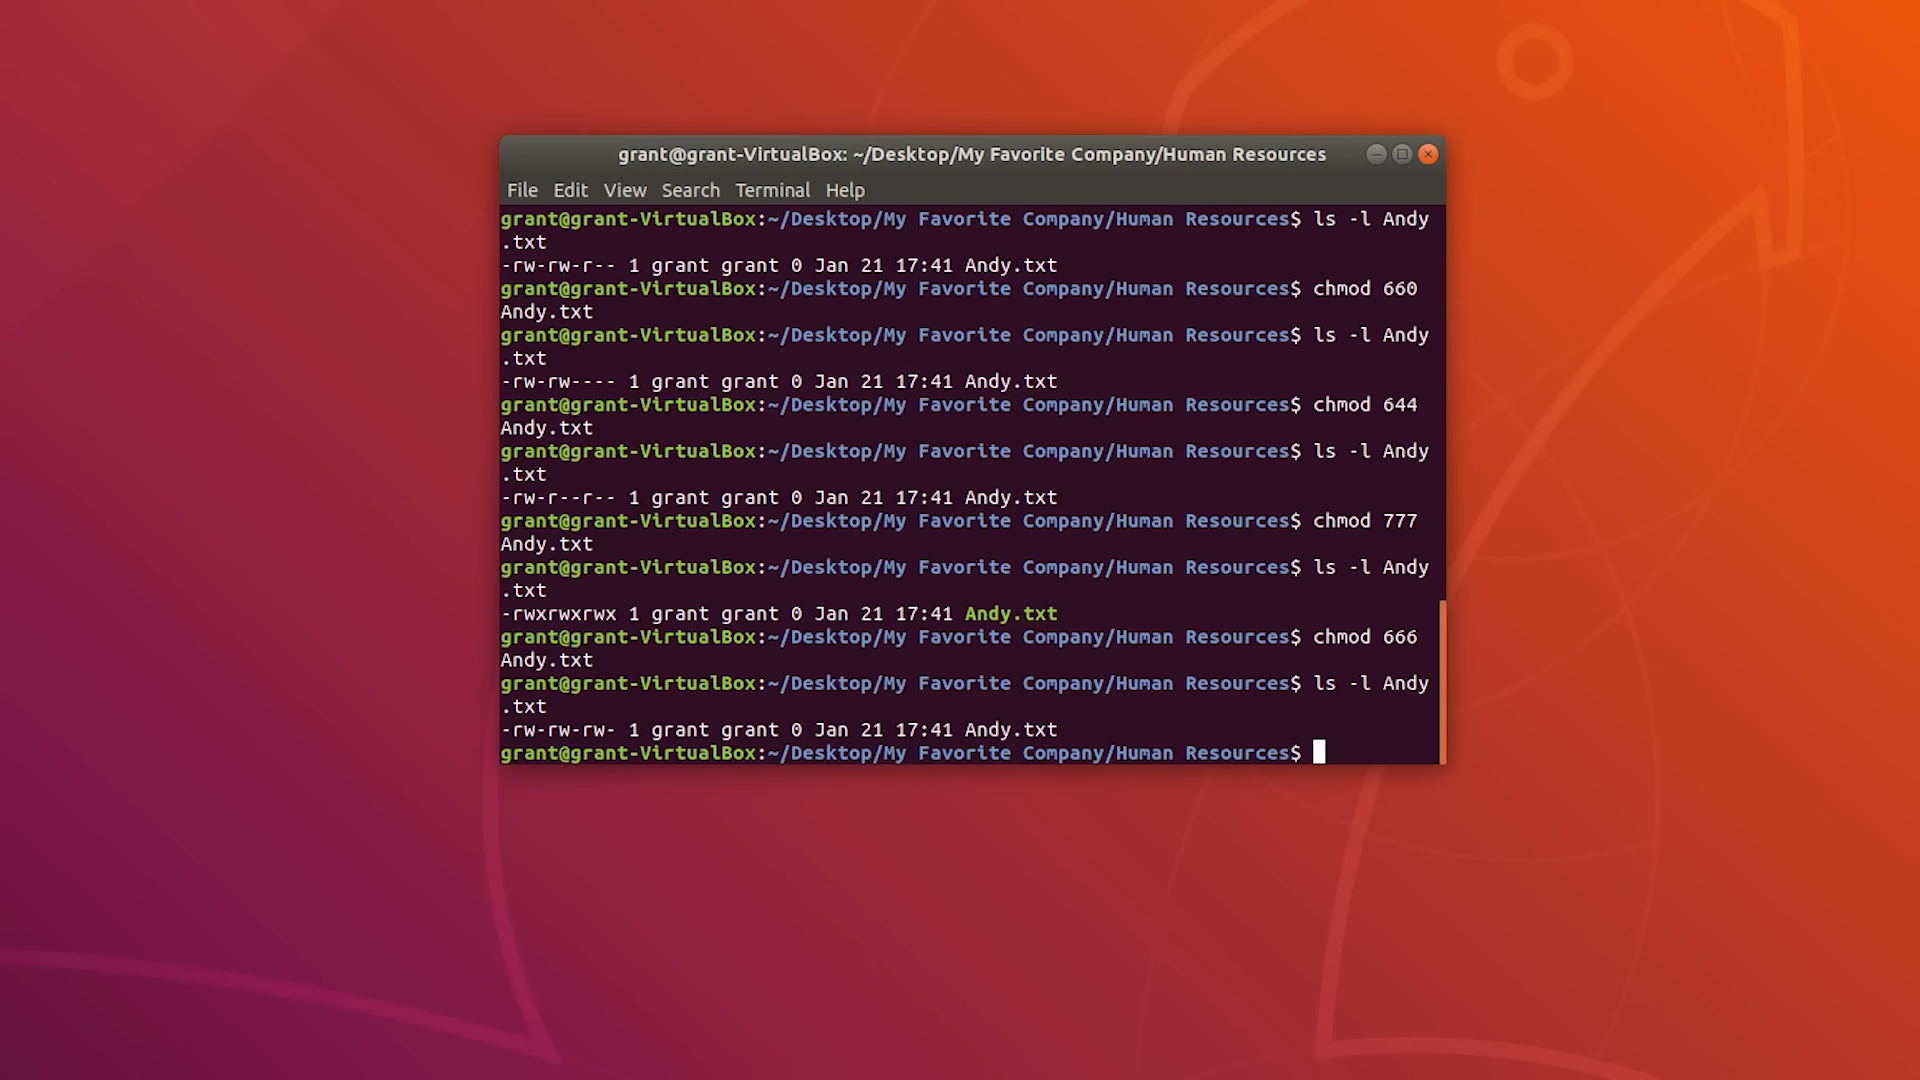 grant@grant-VirtualBox: ~/Desktop/My Favorite Company/Human Resources
File Edit View Search Terminal Help
grant@grant-VirtualBox:~/Desktop/My Favorite Company/Human Resources$ ls -l Andy
.txt
-rw-rw-r-- 1 grant grant 0 Jan 21 17:41 Andy.txt
grant@grant-VirtualBox:~/Desktop/My Favorite Company/Human Resources$ chmod 660
Andy.txt
grant@grant-VirtualBox:~/Desktop/My Favorite Company/Human Resources$ ls -l Andy
.txt
-rw-rw---- 1 grant grant 0 Jan 21 17:41 Andy.txt
grant@grant-VirtualBox:~/Desktop/My Favorite Company/Human Resources$ chmod 644
Andy.txt
grant@grant-VirtualBox:~/Desktop/My Favorite Company/Human Resources$ ls -l Andy
.txt
-rw-r--r-- 1 grant grant 0 Jan 21 17:41 Andy.txt
grant@grant-VirtualBox:~/Desktop/My Favorite Company/Human Resources$ chmod 777
Andy.txt
grant@grant-VirtualBox:~/Desktop/My Favorite Company/Human Resources$ ls -l Andy
.txt
-rwxrwxrwx 1 grant grant 0 Jan 21 17:41 Andy.txt
grant@grant-VirtualBox:~/Desktop/My Favorite Company/Human Resources$ chmod 666
Andy.txt
grant@grant-VirtualBox:~/Desktop/My Favorite Company/Human Resources$ ls -l Andy
.txt
-rw-rw-rw- 1 grant grant 0 Jan 21 17:41 Andy.txt
grant@grant-VirtualBox:~/Desktop/My Favorite Company/Human Resources$